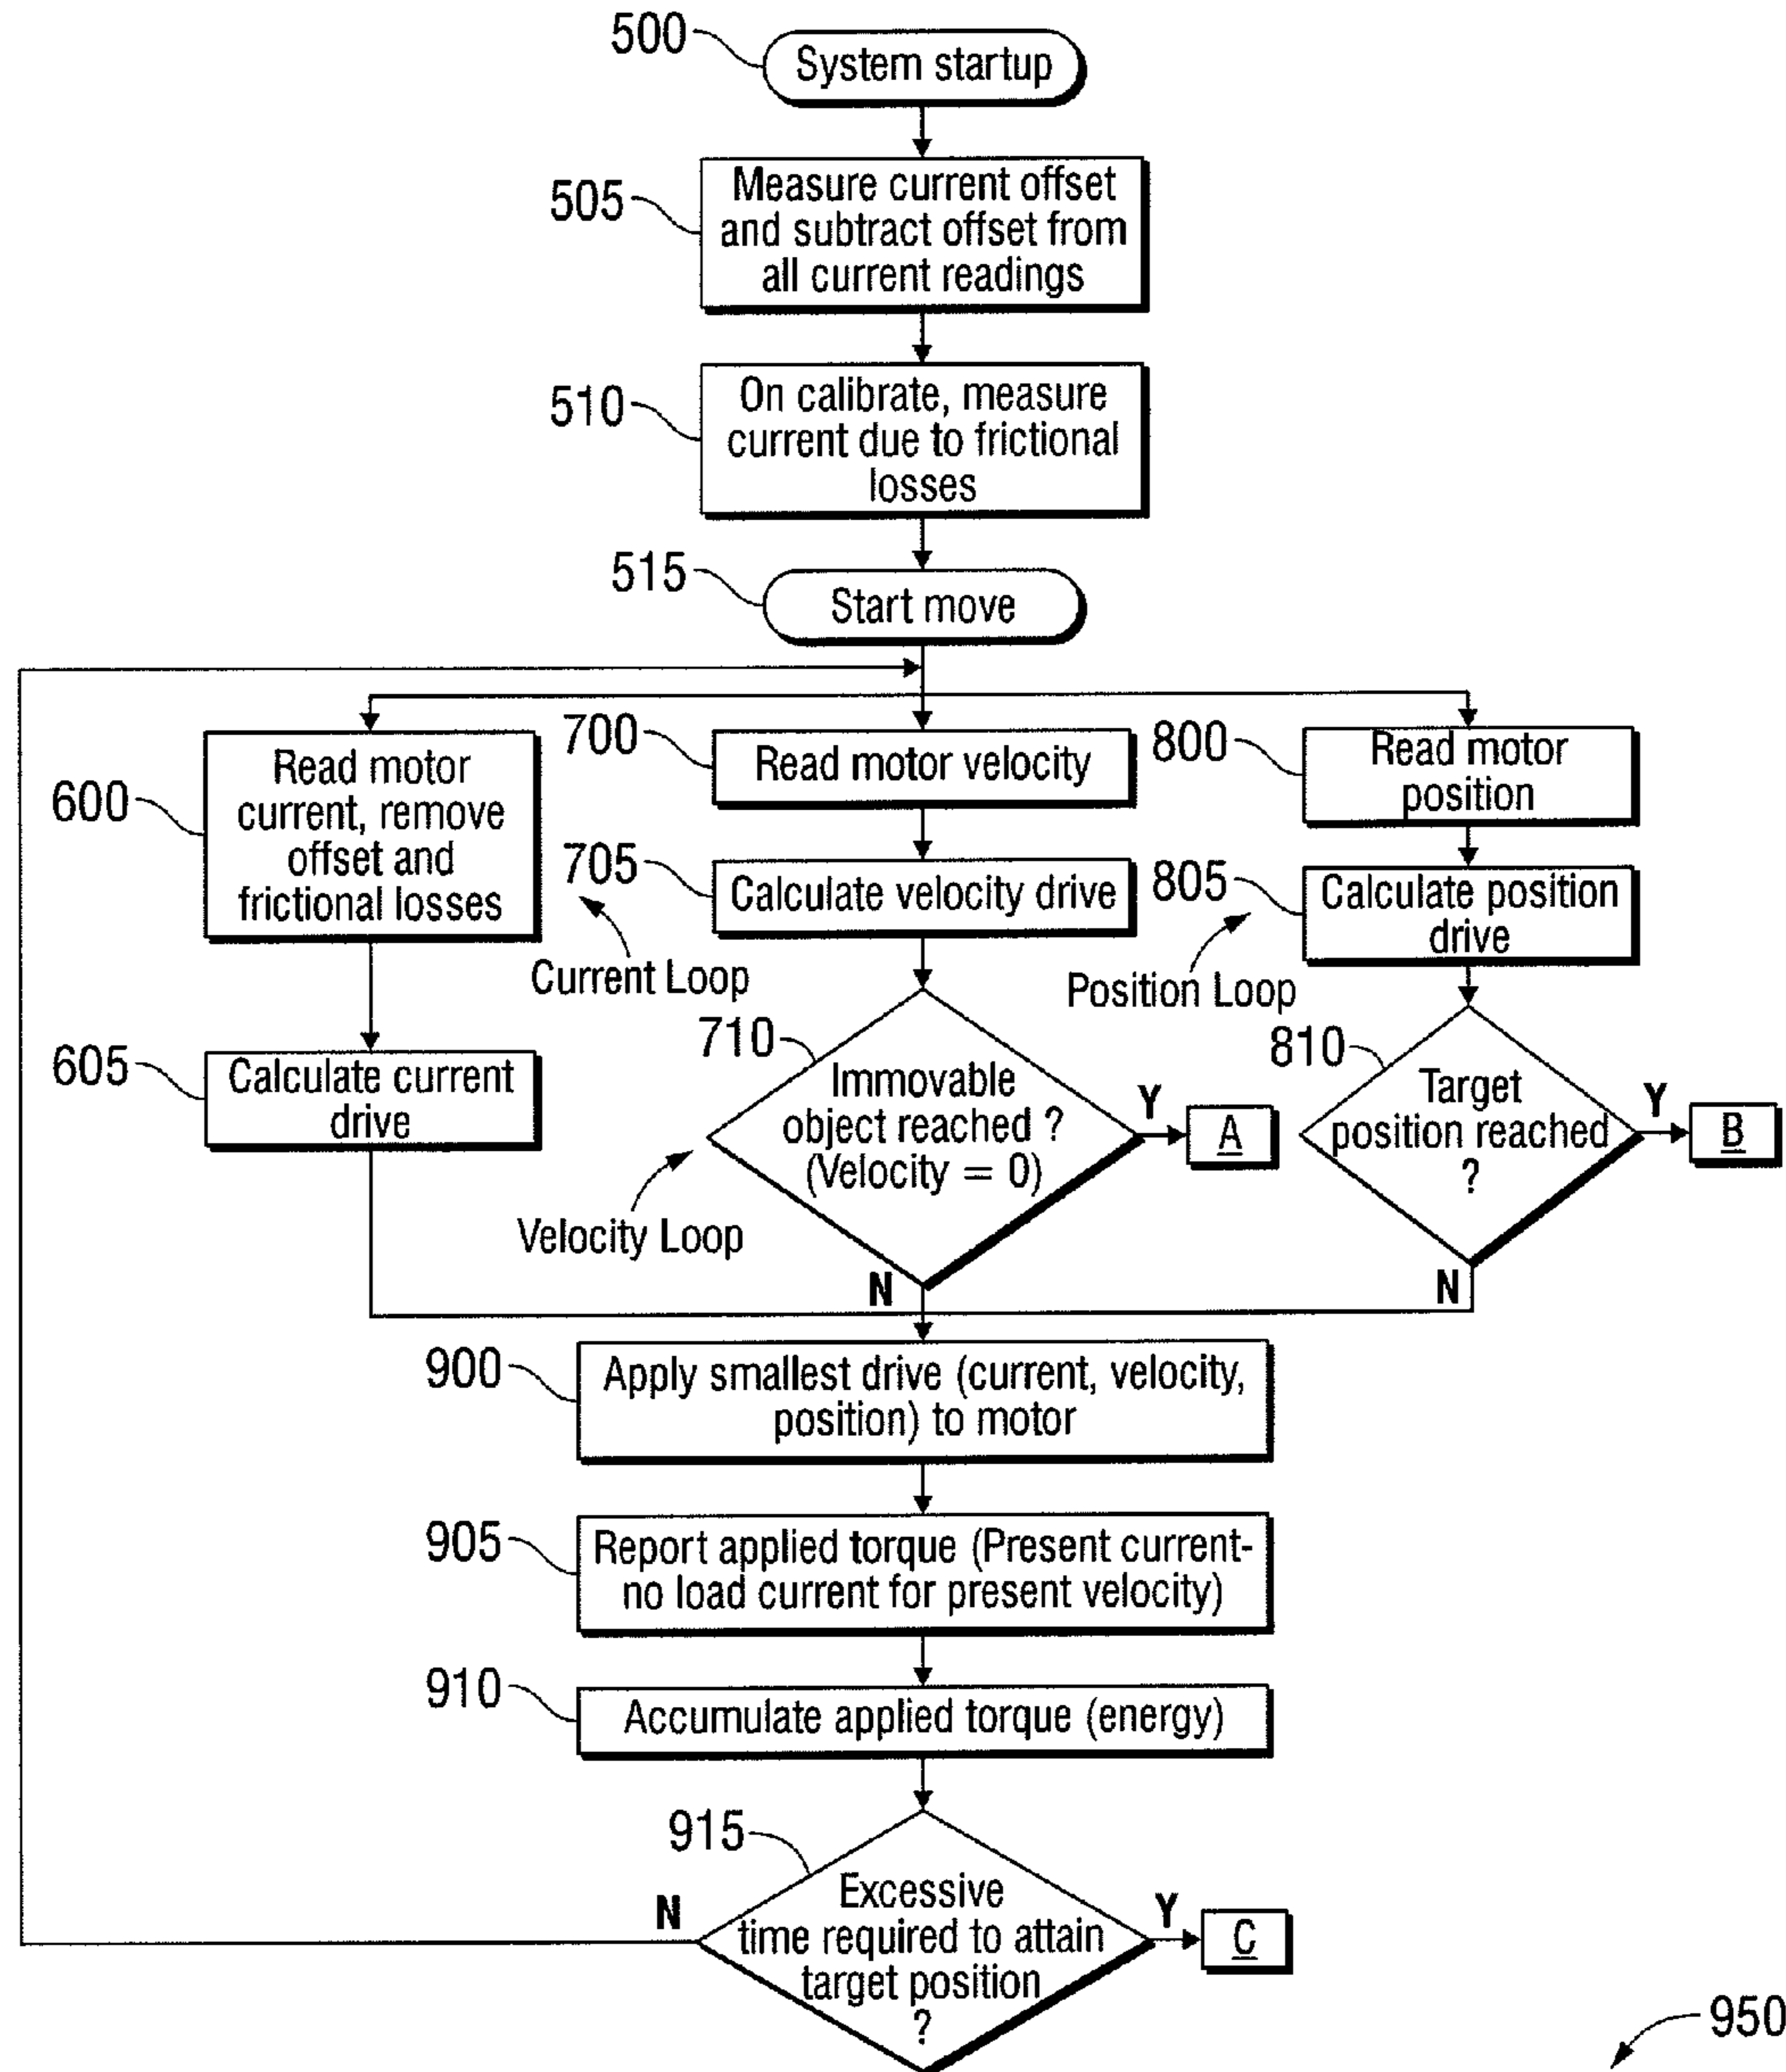 500
System startup
505
Measure current offset
and subtract offset from
all current readings
510
On calibrate, measure
current due to frictional
losses
515
Start move
600
Read motor
current, remove
offset and
frictional losses
605
Calculate current
drive
Current Loop
700
Read motor velocity
705
Calculate velocity drive
710
Immovable
object reached ?
(Velocity = 0)
Y
A
N
Velocity Loop
800
Read motor
position
805
Calculate position
drive
Position Loop
810
Target
position reached
?
Y
B
N
900
Apply smallest drive (current, velocity,
position) to motor
905
Report applied torque (Present current-
no load current for present velocity)
910
Accumulate applied torque (energy)
915
Excessive
time required to attain
target position
?
N
Y
C
950